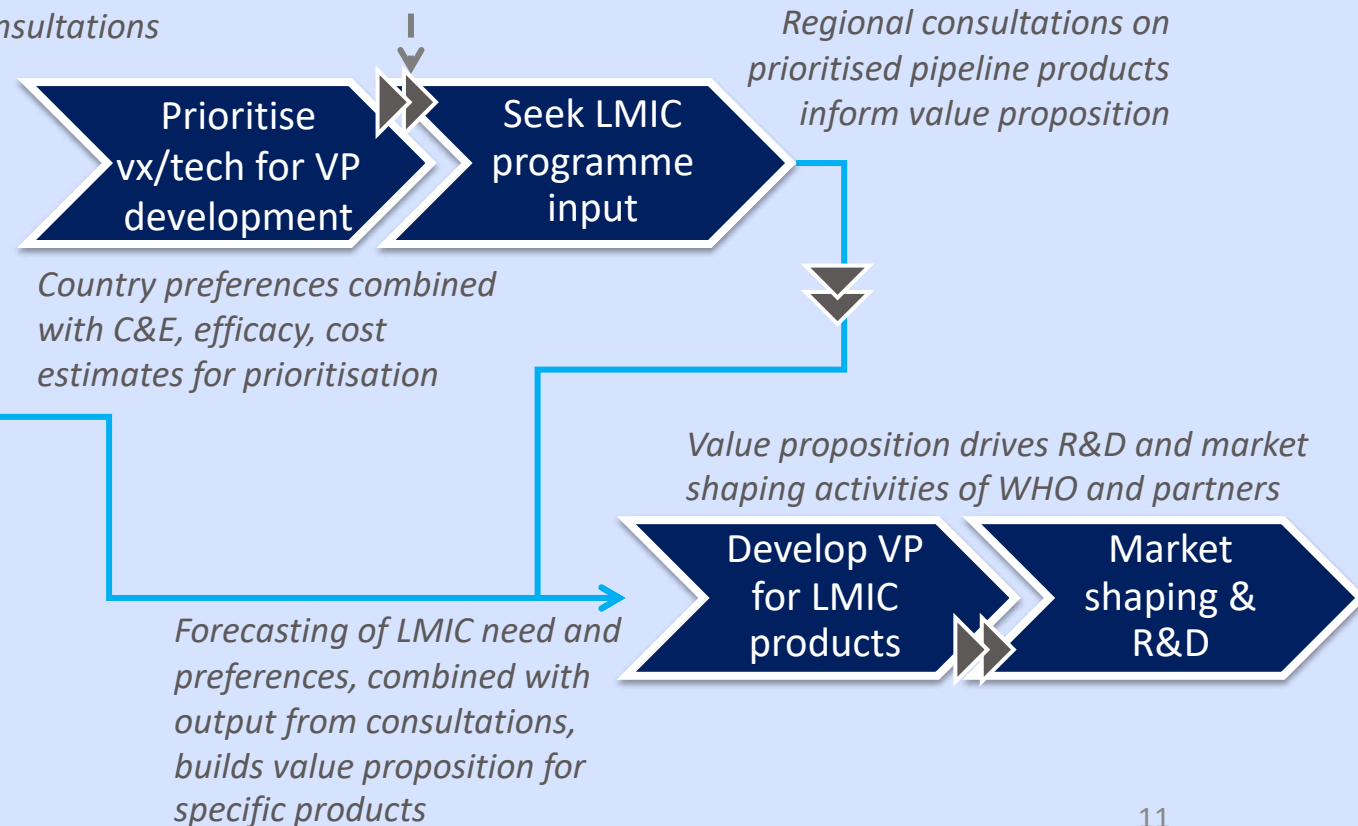 Regional consultations on
prioritised pipeline products
inform value proposition
Prioritise
vx/tech for VP
development
Seek LMIC
programme
input
Country preferences combined
with C&E, efficacy, cost
estimates for prioritisation
Value proposition drives R&D and market
shaping activities of WHO and partners
Develop VP
for LMIC
products
Market
shaping &
R&D
Forecasting of LMIC need and
preferences, combined with
output from consultations,
builds value proposition for
specific products
11